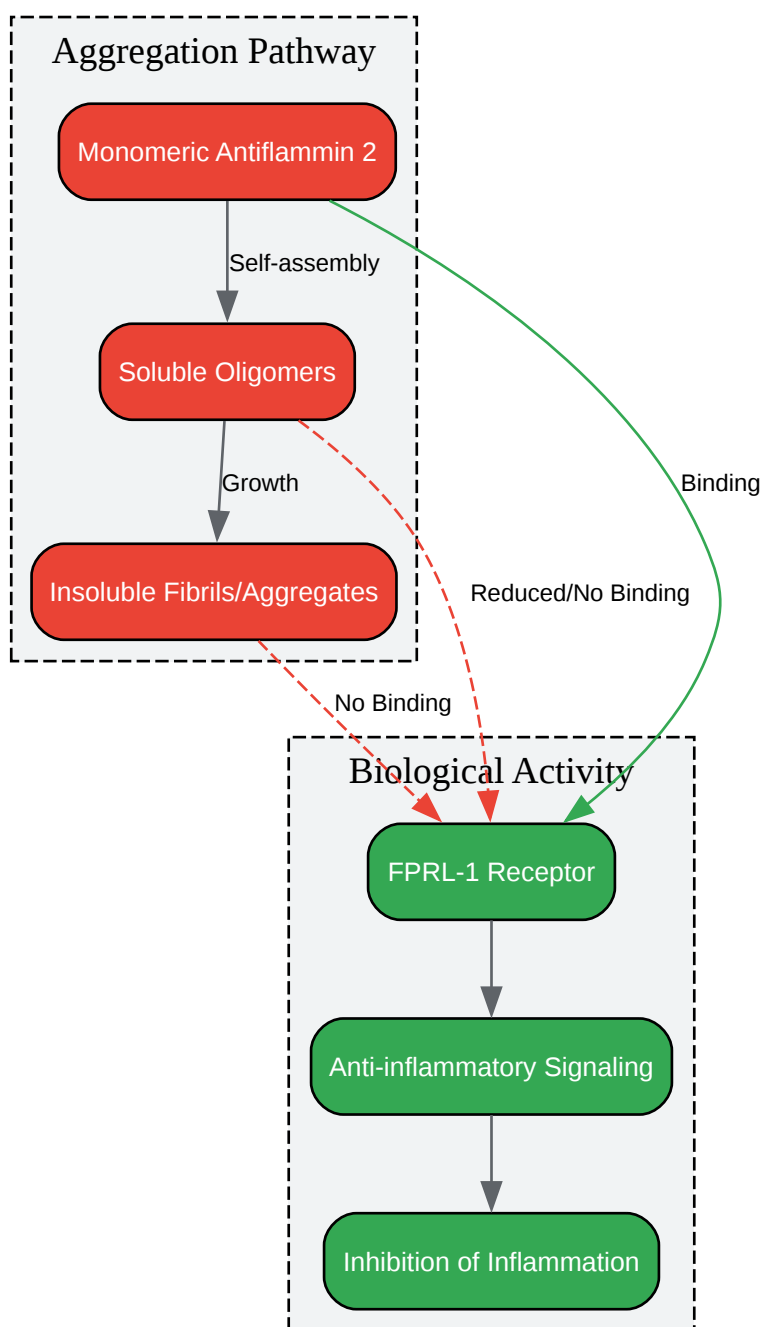 Aggregation Pathway
Monomeric Antiflammin 2
Self-assembly
Soluble Oligomers
Growth
Binding
Insoluble Fibrils/Aggregates
Reduced/No Binding
No Binding
Biological Activity
FPRL-1 Receptor
Anti-inflammatory Signaling
Inhibition of Inflammation